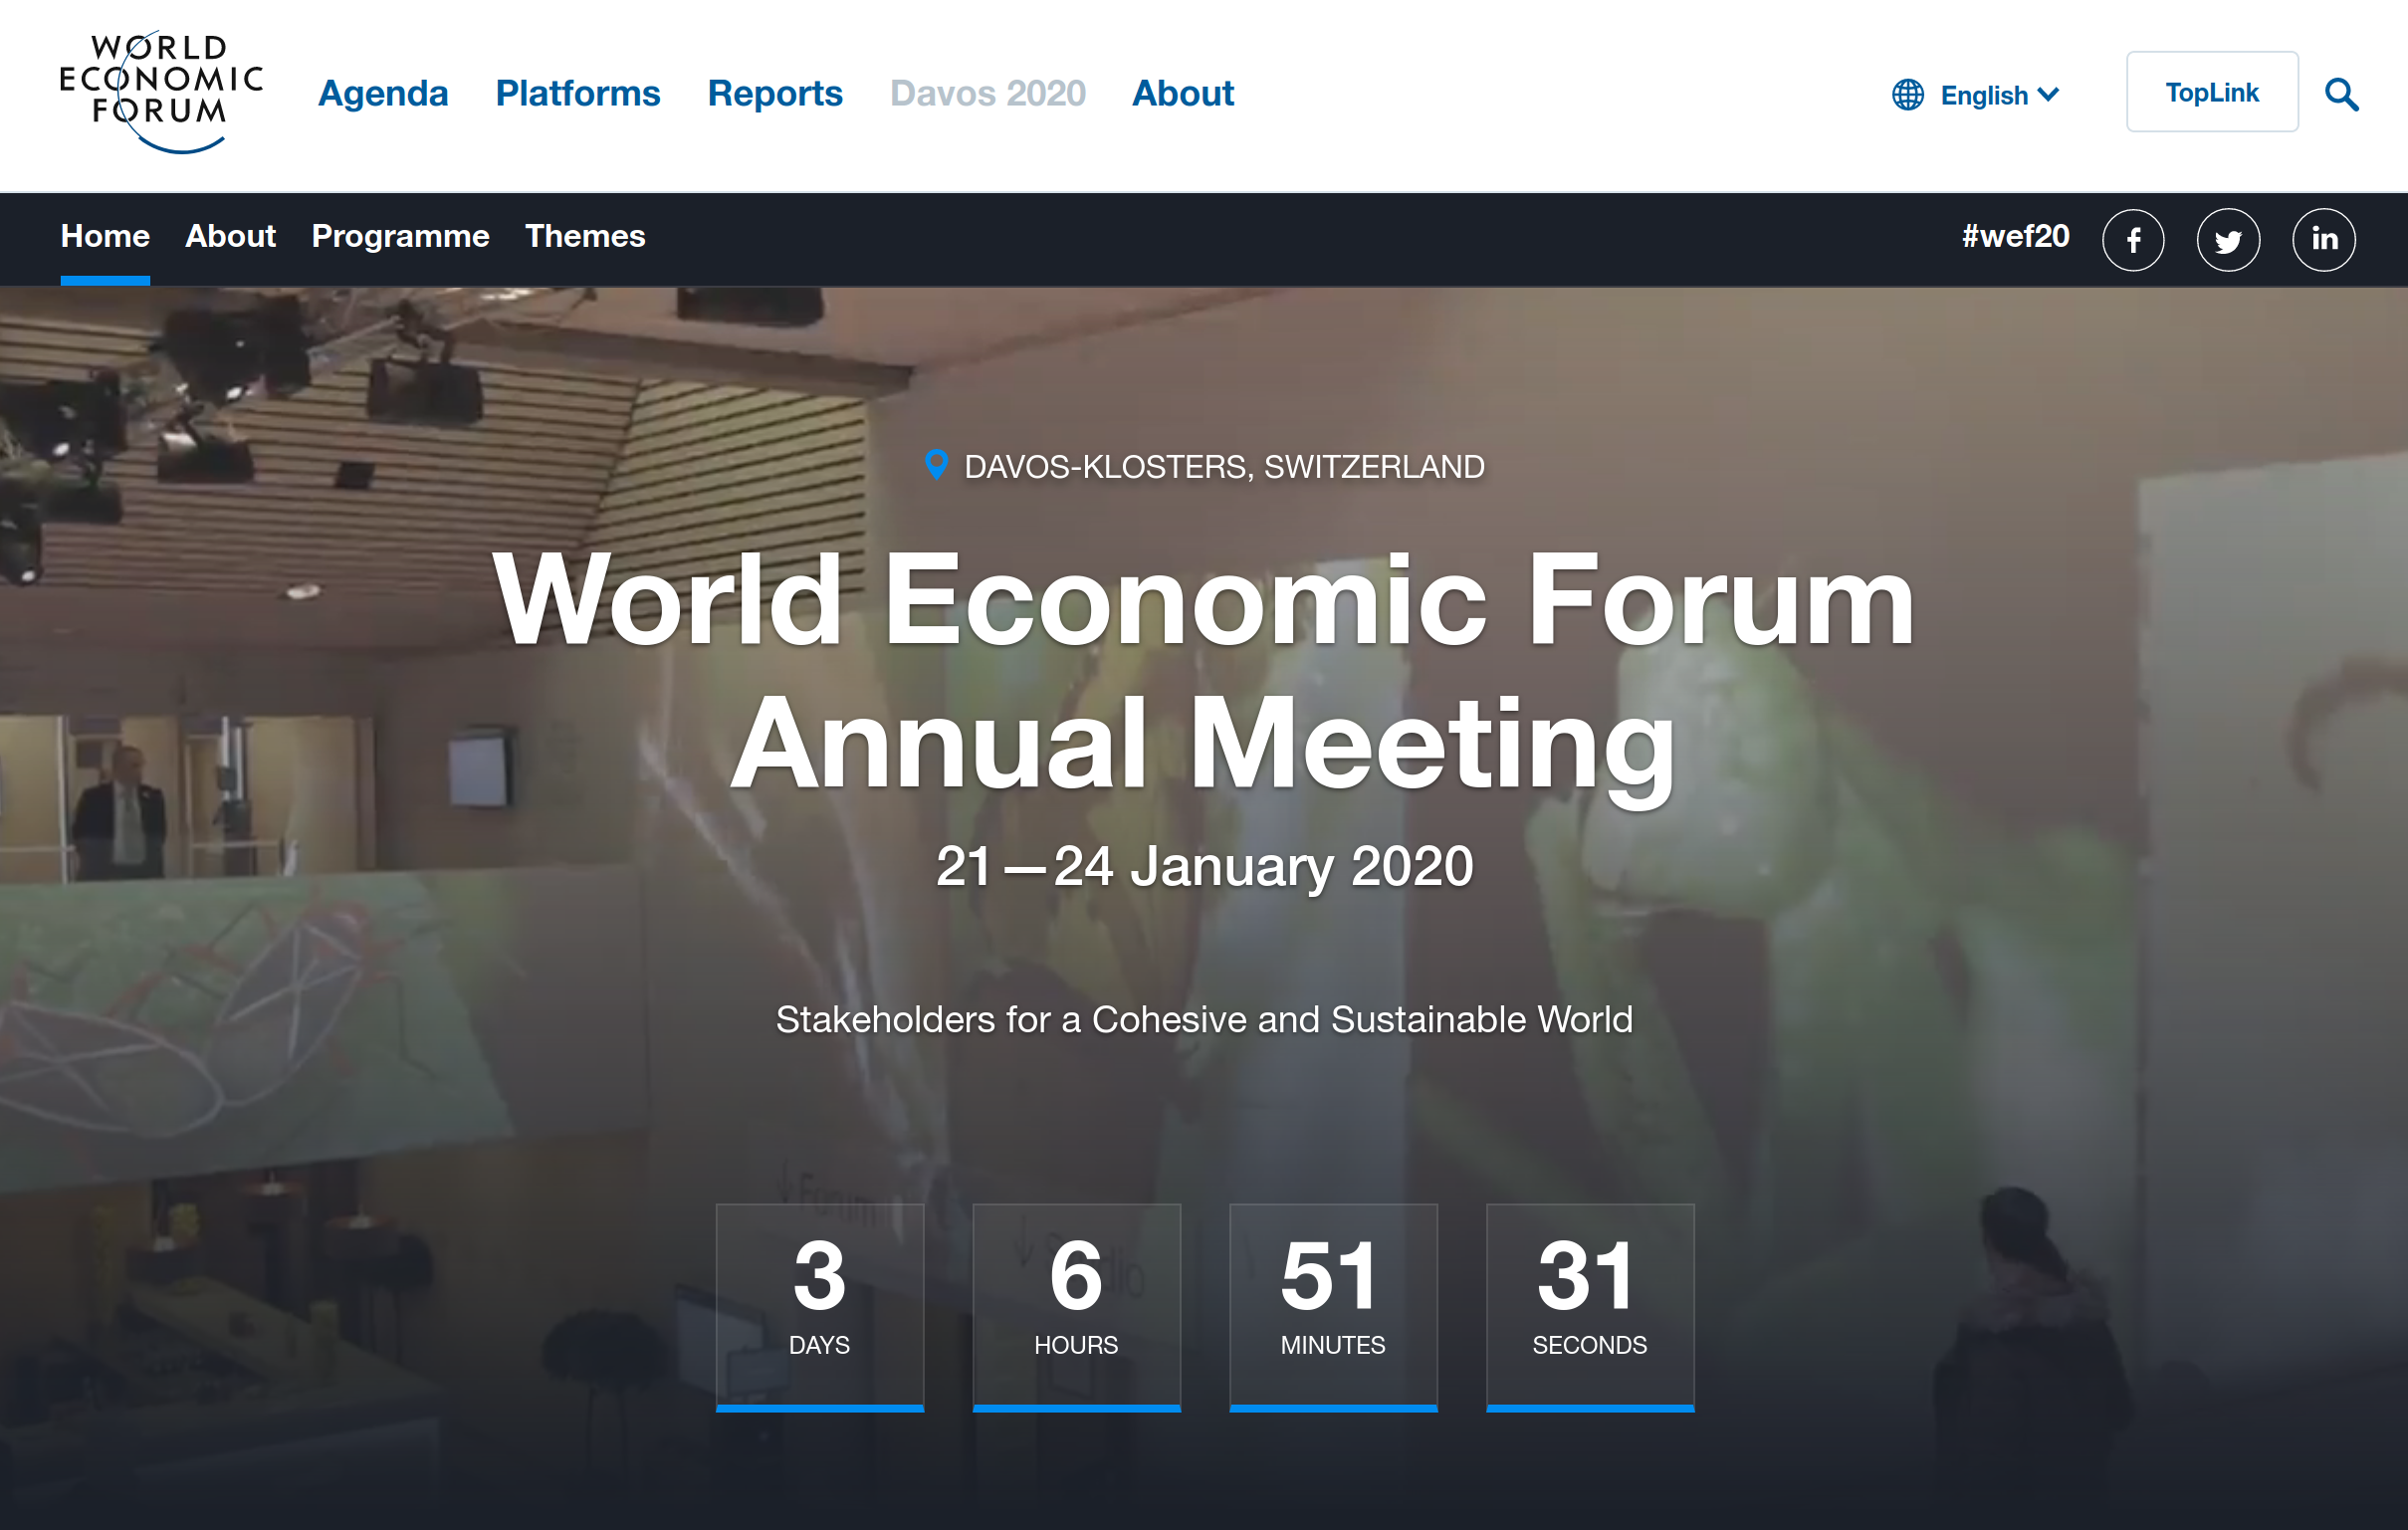 WORLD
ECONOMIC
FORUM
Agenda Platforms Reports Davos 2020 About
English
TopLink
Home About Programme Themes
#wef20
DAVOS-KLOSTERS, SWITZERLAND
World Economic Forum
Annual Meeting
21—24 January 2020
Stakeholders for a Cohesive and Sustainable World
3 6 51 31
DAYS HOURS MINUTES SECONDS